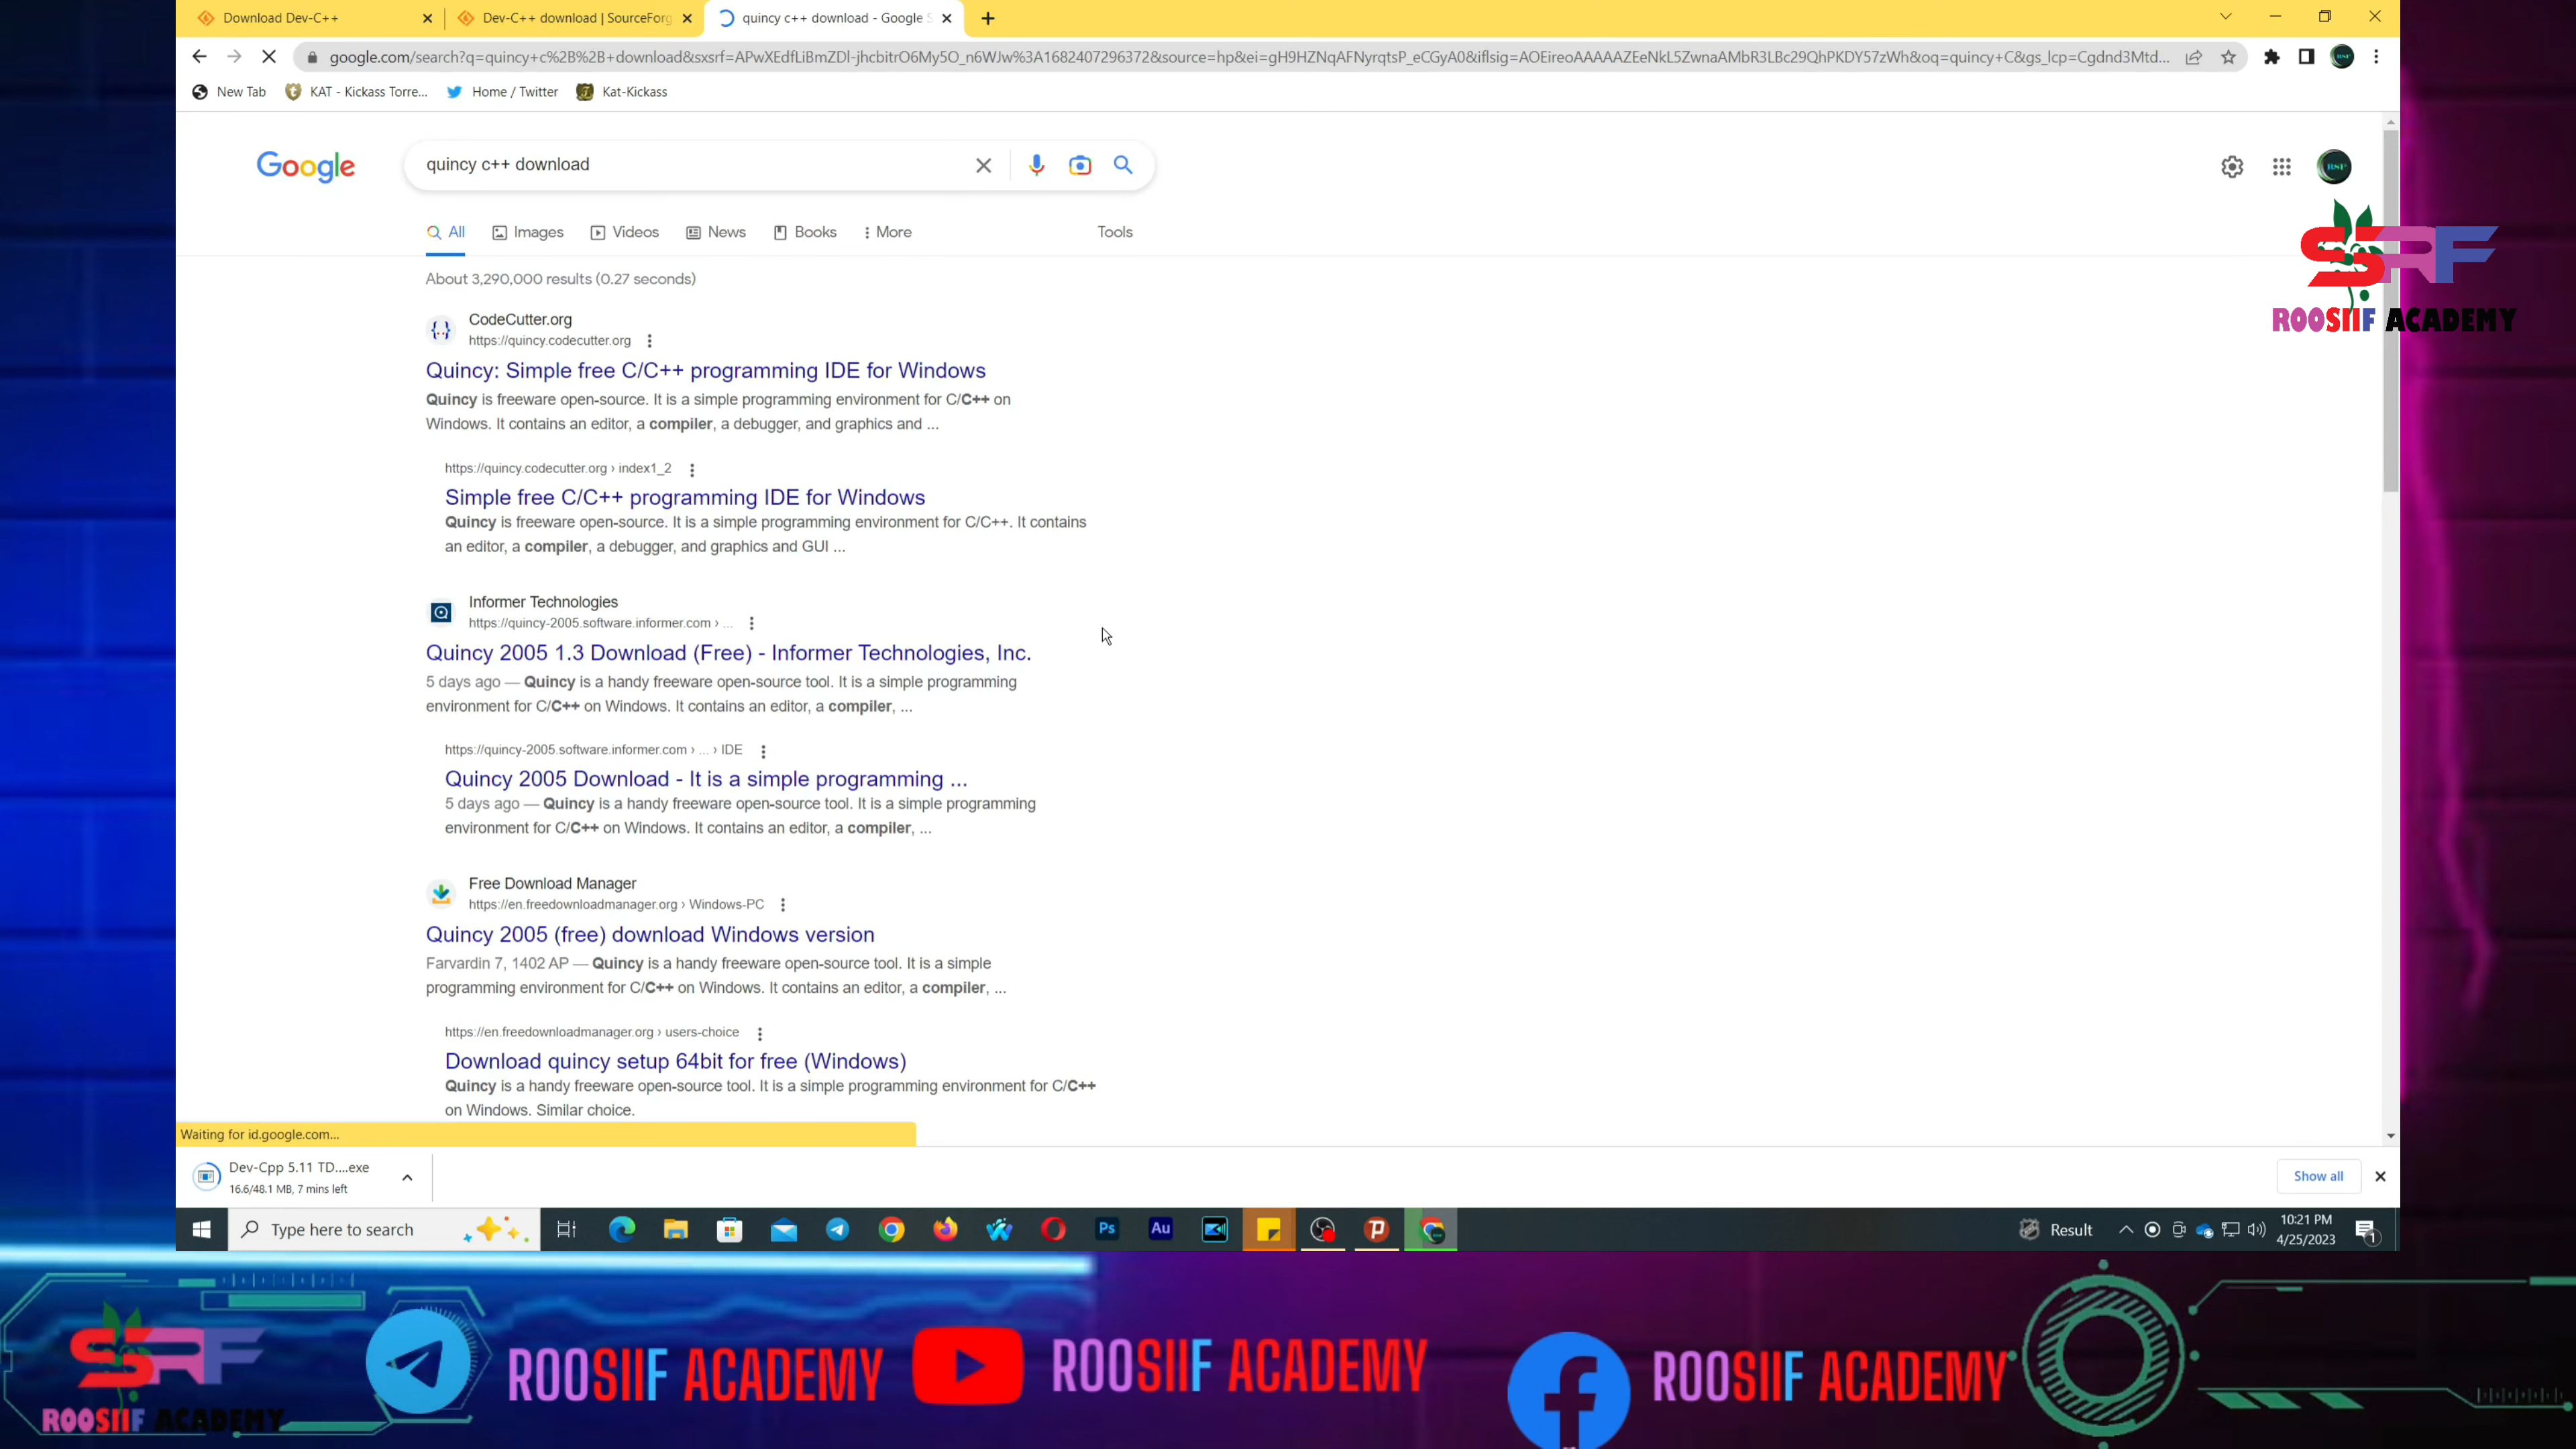 Download Dev-C++
Dev-C++ download | SourceForg
quincy c++ download - Google S
google.com/search?q=quincy+c%2B%2B+download&sxsrf=APwXEdfLiBmZDl-jhcbitrO6My5O_n6WJw%3A1682407296372&source=hp&ei=gH9HZNqAFNyrqtsP_eCGyA0&iflsig=AOEireoAAAAAZEeNkL5ZwnaAMbR3LBc29QhPKDY57zWh&oq=quincy+C&gs_lcp=Cgdnd3Mtd...
New Tab
KAT - Kickass Torre...
Home / Twitter
Kat-Kickass
Google
quincy c++ download
All
Images
Videos
News
Books
More
Tools
SRF
ROOSIIF ACADEMY
About 3,290,000 results (0.27 seconds)
CodeCutter.org
https://quincy.codecutter.org
Quincy: Simple free C/C++ programming IDE for Windows
Quincy is freeware open-source. It is a simple programming environment for C/C++ on
Windows. It contains an editor, a compiler, a debugger, and graphics and ...
https://quincy.codecutter.org › index1_2
Simple free C/C++ programming IDE for Windows
Quincy is freeware open-source. It is a simple programming environment for C/C++. It contains
an editor, a compiler, a debugger, and graphics and GUI ...
Informer Technologies
https://quincy-2005.software.informer.com › ...
Quincy 2005 1.3 Download (Free) - Informer Technologies, Inc.
5 days ago — Quincy is a handy freeware open-source tool. It is a simple programming
environment for C/C++ on Windows. It contains an editor, a compiler, ...
https://quincy-2005.software.informer.com › ... › IDE
Quincy 2005 Download - It is a simple programming ...
5 days ago — Quincy is a handy freeware open-source tool. It is a simple programming
environment for C/C++ on Windows. It contains an editor, a compiler, ...
Free Download Manager
https://en.freedownloadmanager.org › Windows-PC
Quincy 2005 (free) download Windows version
Farvardin 7, 1402 AP — Quincy is a handy freeware open-source tool. It is a simple
programming environment for C/C++ on Windows. It contains an editor, a compiler, ...
https://en.freedownloadmanager.org › users-choice
Download quincy setup 64bit for free (Windows)
Quincy is a handy freeware open-source tool. It is a simple programming environment for C/C++
on Windows. Similar choice.
Waiting for id.google.com...
Dev-Cpp 5.11 TD....exe
16.6/48.1 MB, 7 mins left
Show all
Type here to search
Ps
Au
Result
10:21 PM
4/25/2023
1
SRF
ROOSIIF ACADEMY
ROOSIIF ACADEMY
ROOSIIF ACADEMY
ROOSIIF ACADEMY